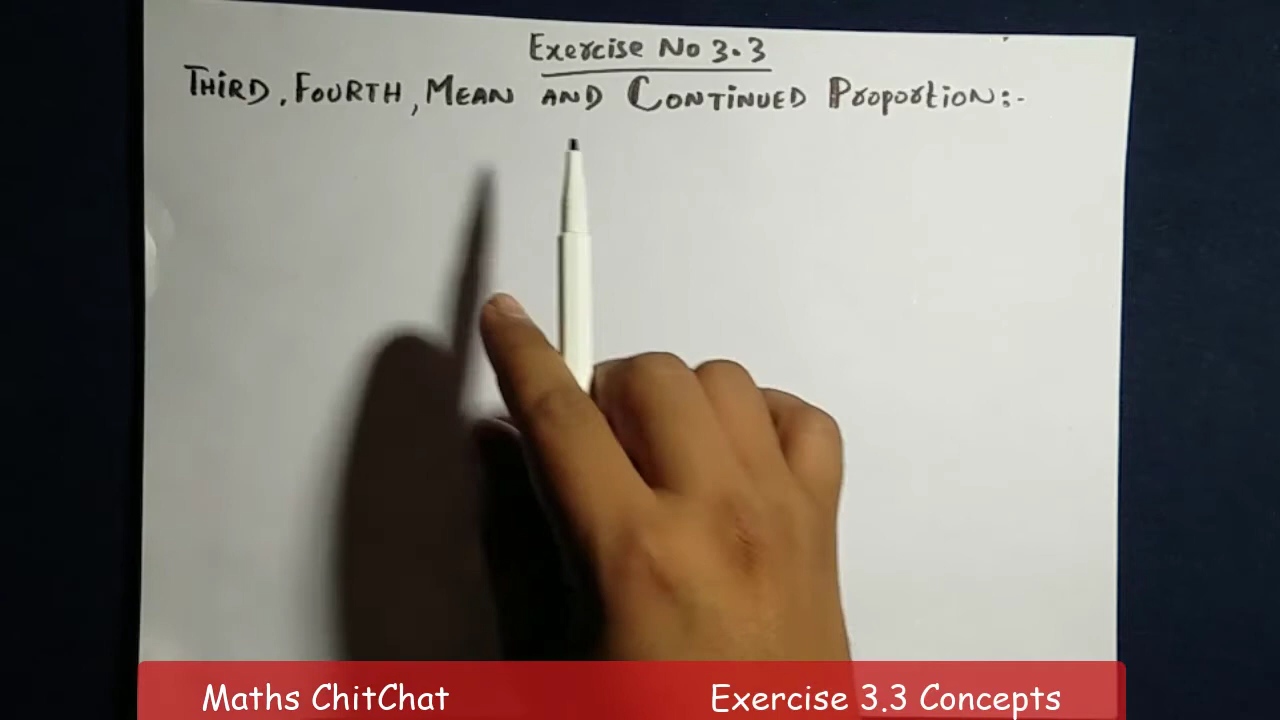 Exercise No 3.3
THiRD, FOURTH, MEAN AND CONTINUED Proportion:-
Maths ChitChat Exercise 3.3 Concepts